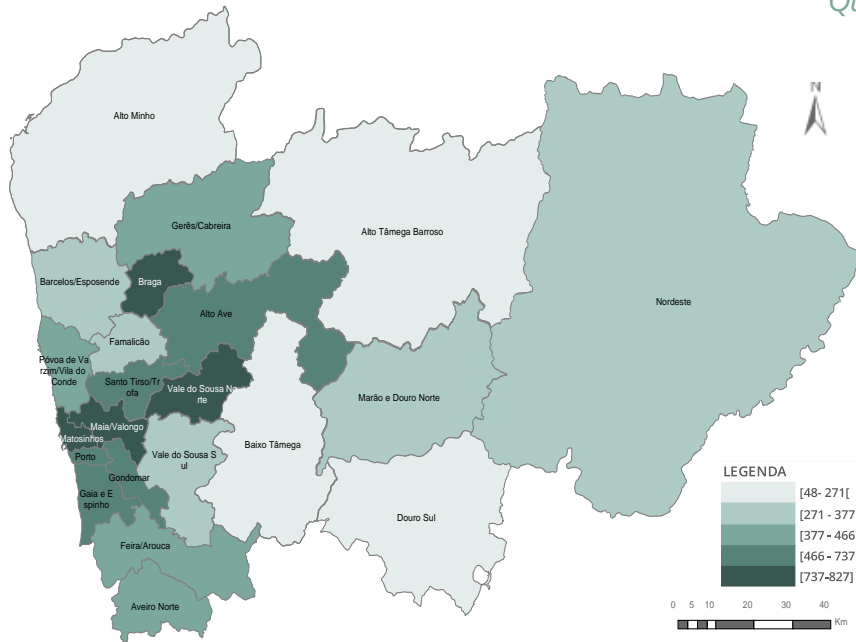 Alto Minho
Gerês/Cabreira
Alto Tâmega Barroso
Barcelos/Esposende
Braga
Nordeste
Alto Ave
Famalicão
Póvoa de Va
rzim/Vila do
Conde
Santo Tirso/Tr
ofa
Vale do Sousa No
rte
Marão e Douro Norte
Maia/Valongo
Matosinhos
Baixo Tâmega
Porto
Vale do Sousa S
ul
Gondomar
Gaia e E
spinho
Douro Sul
Feira/Arouca
Aveiro Norte
N
LEGENDA
[48- 271[
[271 - 377
[377 - 466
[466 - 737
[737-827]
0 5 10 20 30 40
Km